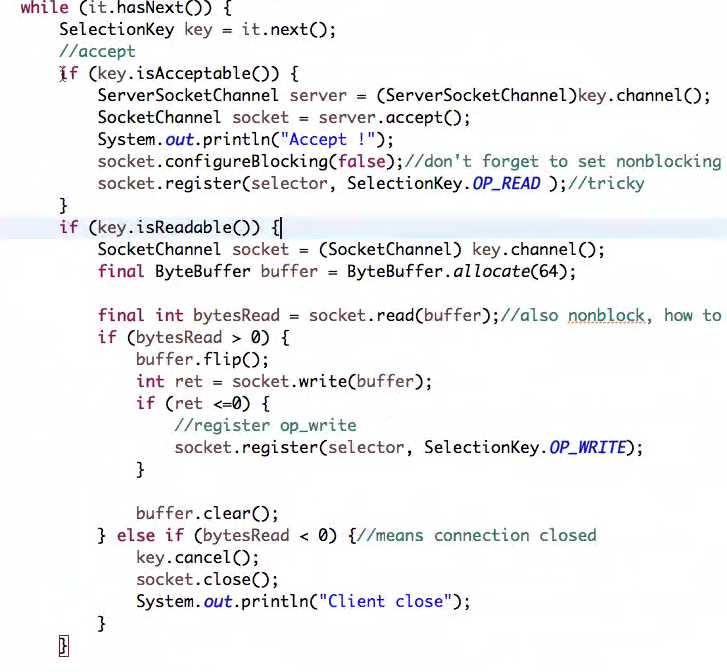 while (it.hasNext()) {
SelectionKey key = it.next();
//accept
if (key.isAcceptable()) {
ServerSocketChannel server = (ServerSocketChannel)key.channel();
SocketChannel socket = server.accept();
System.out.println("Accept !");
socket.configureBlocking(false);//don't forget to set nonblocking
socket.register(selector, SelectionKey.OP_READ );//tricky
}
if (key.isReadable()) {
SocketChannel socket = (SocketChannel) key.channel();
final ByteBuffer buffer = ByteBuffer.allocate(64);
final int bytesRead = socket.read(buffer);//also nonblock, how to
if (bytesRead > 0) {
buffer.flip();
int ret = socket.write(buffer);
if (ret <=0) {
//register op_write
socket.register(selector, SelectionKey.OP_WRITE);
}
buffer.clear();
} else if (bytesRead < 0) {//means connection closed
key.cancel();
socket.close();
System.out.println("Client close");
}
}